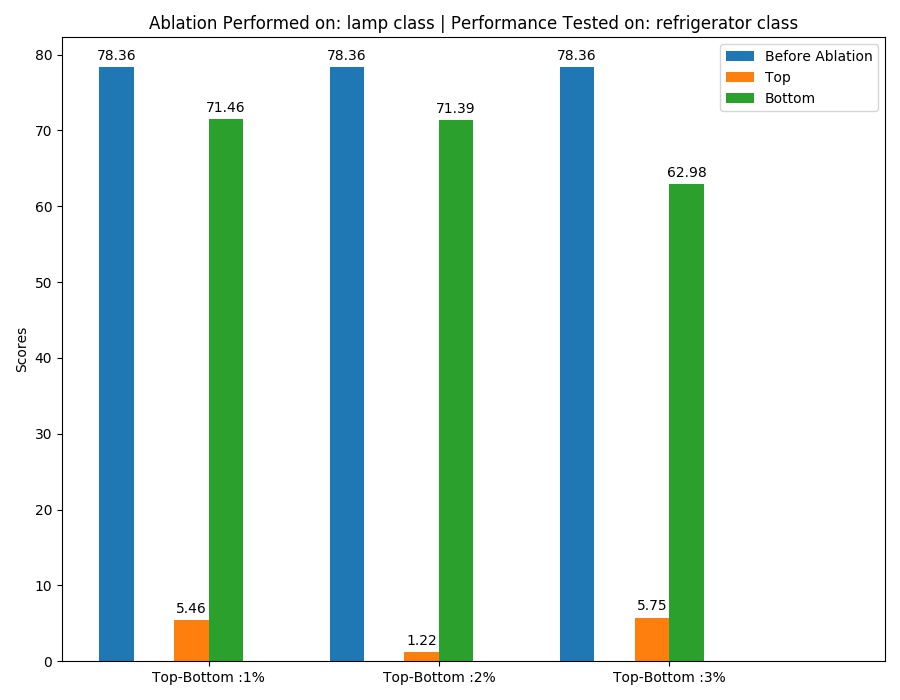 Ablation Performed on: lamp class | Performance Tested on: refrigerator class
Before Ablation
Top
Bottom
Scores
80
70
60
50
40
30
20
10
0
78.36
5.46
71.46
78.36
1.22
71.39
78.36
5.75
62.98
Top-Bottom :1%
Top-Bottom :2%
Top-Bottom :3%